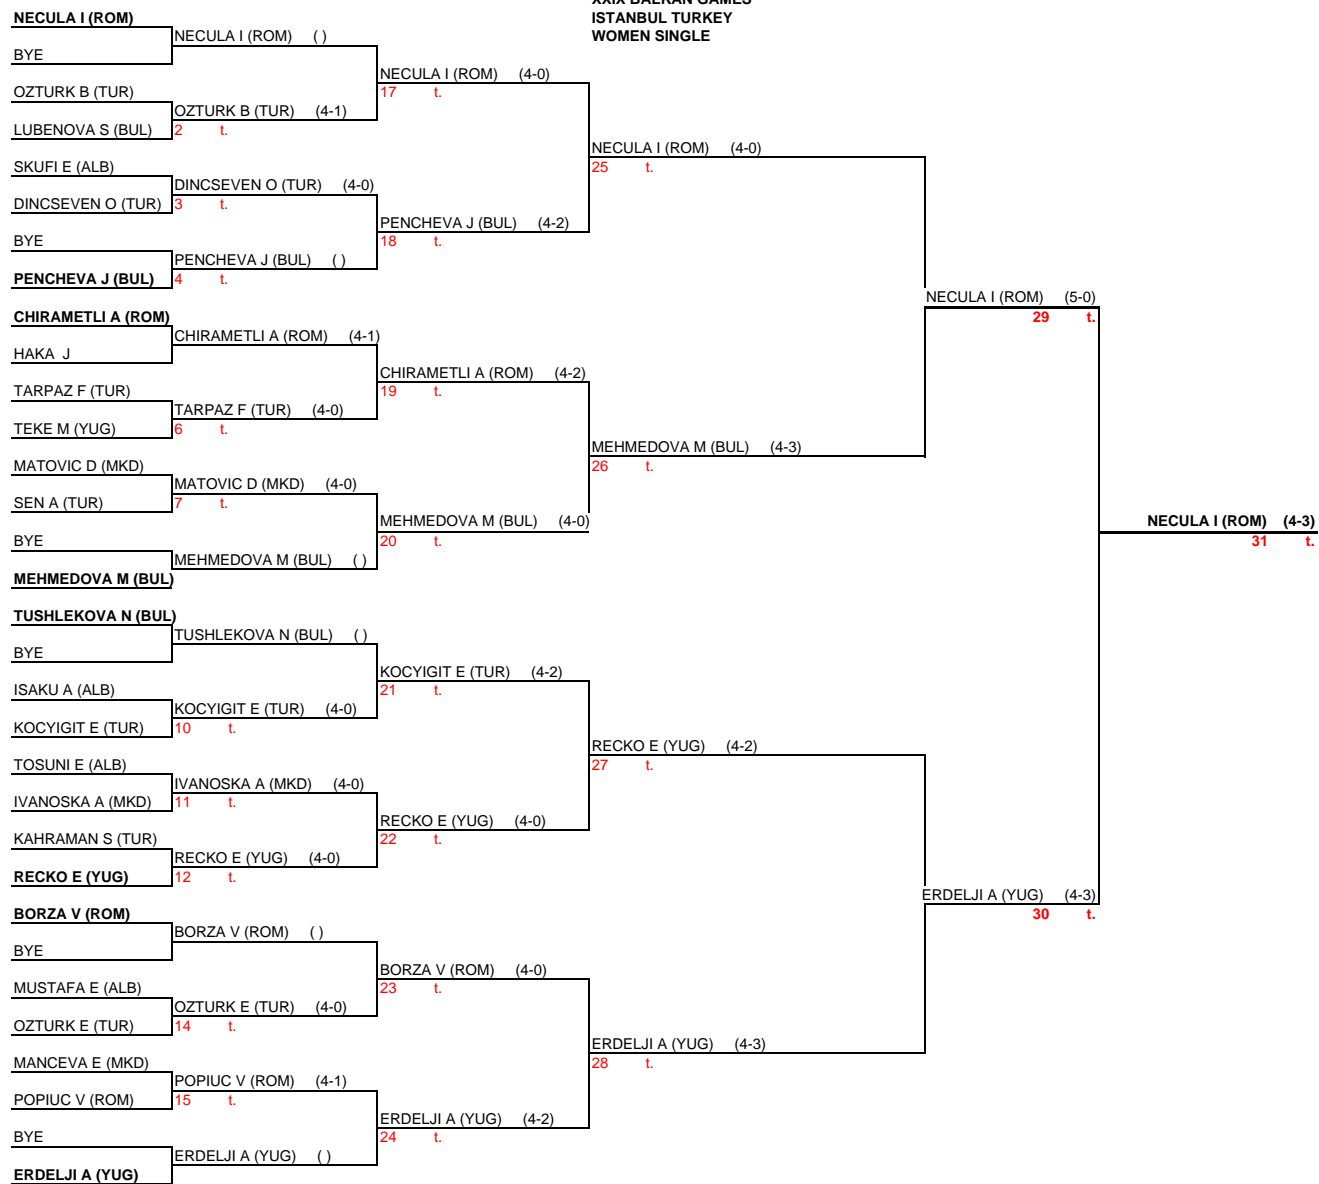 XXIX BALKAN GAMES
ISTANBUL TURKEY
WOMEN SINGLE
NECULA I (ROM)
NECULA I (ROM) ( )
BYE
NECULA I (ROM) (4-0)
17 t.
OZTURK B (TUR)
OZTURK B (TUR) (4-1)
LUBENOVA S (BUL)
2 t.
NECULA I (ROM) (4-0)
25 t.
SKUFI E (ALB)
DINCSEVEN O (TUR) (4-0)
DINCSEVEN O (TUR)
3 t.
PENCHEVA J (BUL) (4-2)
18 t.
BYE
PENCHEVA J (BUL) ( )
PENCHEVA J (BUL)
4 t.
NECULA I (ROM) (5-0)
29 t.
CHIRAMETLI A (ROM)
CHIRAMETLI A (ROM) (4-1)
HAKA J
CHIRAMETLI A (ROM) (4-2)
19 t.
TARPAZ F (TUR)
TARPAZ F (TUR) (4-0)
TEKE M (YUG)
6 t.
MEHMEDOVA M (BUL) (4-3)
26 t.
MATOVIC D (MKD)
MATOVIC D (MKD) (4-0)
SEN A (TUR)
7 t.
MEHMEDOVA M (BUL) (4-0)
20 t.
NECULA I (ROM) (4-3)
31 t.
BYE
MEHMEDOVA M (BUL) ( )
MEHMEDOVA M (BUL)
TUSHLEKOVA N (BUL)
TUSHLEKOVA N (BUL) ( )
BYE
KOCYIGIT E (TUR) (4-2)
21 t.
ISAKU A (ALB)
KOCYIGIT E (TUR) (4-0)
KOCYIGIT E (TUR)
10 t.
RECKO E (YUG) (4-2)
27 t.
TOSUNI E (ALB)
IVANOSKA A (MKD) (4-0)
IVANOSKA A (MKD)
11 t.
RECKO E (YUG) (4-0)
22 t.
KAHRAMAN S (TUR)
RECKO E (YUG) (4-0)
RECKO E (YUG)
12 t.
ERDELJI A (YUG) (4-3)
30 t.
BORZA V (ROM)
BORZA V (ROM) ( )
BYE
BORZA V (ROM) (4-0)
23 t.
MUSTAFA E (ALB)
OZTURK E (TUR) (4-0)
OZTURK E (TUR)
14 t.
ERDELJI A (YUG) (4-3)
28 t.
MANCEVA E (MKD)
POPIUC V (ROM) (4-1)
POPIUC V (ROM)
15 t.
ERDELJI A (YUG) (4-2)
24 t.
BYE
ERDELJI A (YUG) ( )
ERDELJI A (YUG)